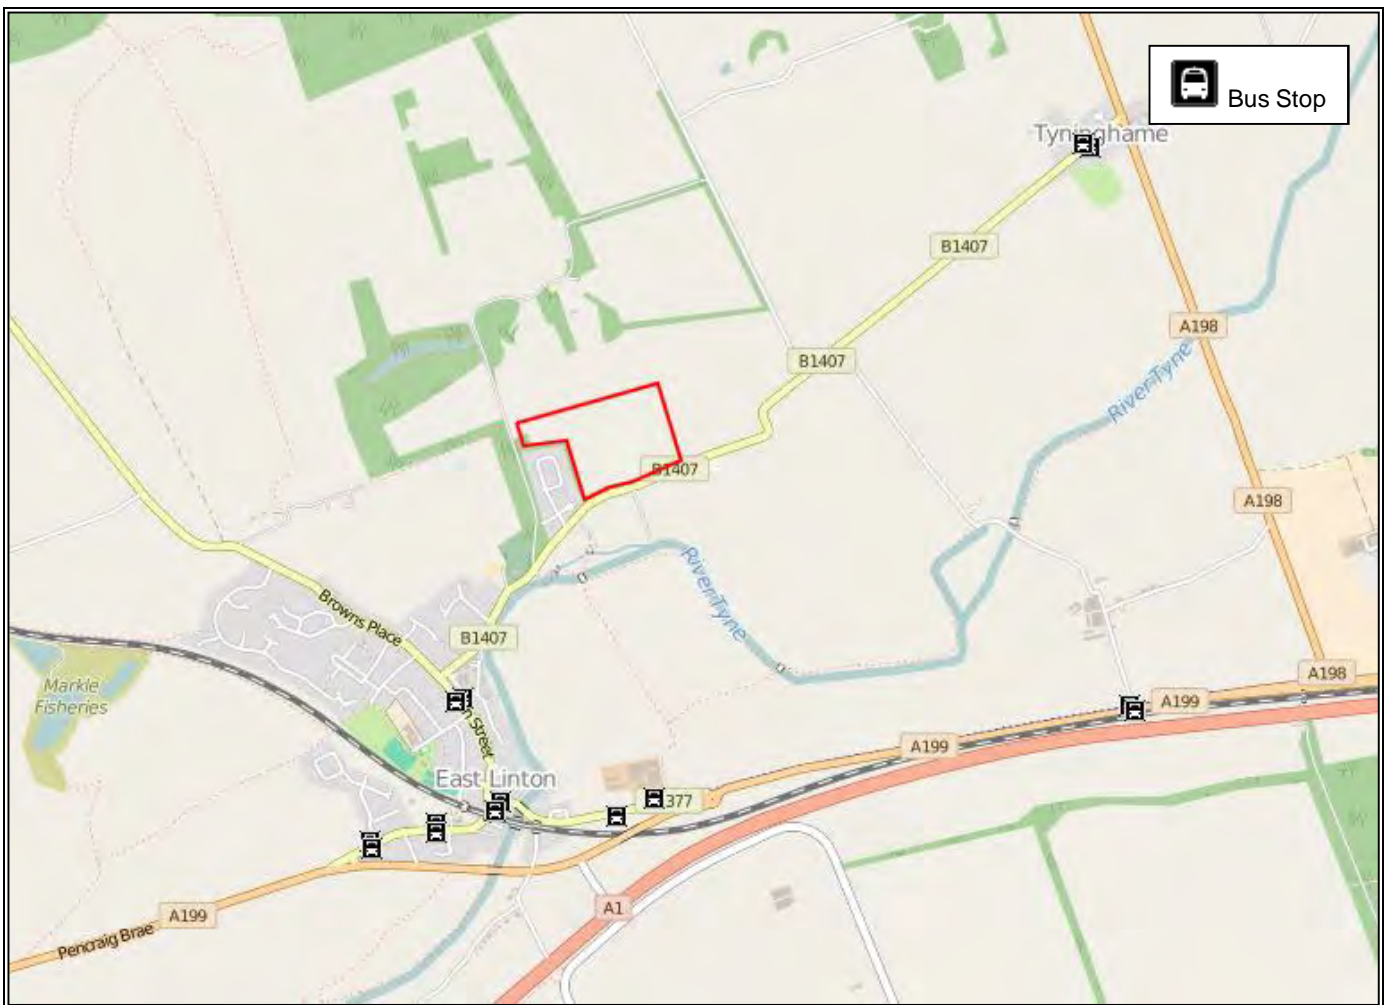 Bus Stop
Tyninghame
B1407
A198
B1407
River Tyne
B1407
A198
River Tyne
Browns Place
B1407
A198
Markle
Fisheries
A199
n Street
A199
East Linton
377
A1
A199
Pencraig Brae